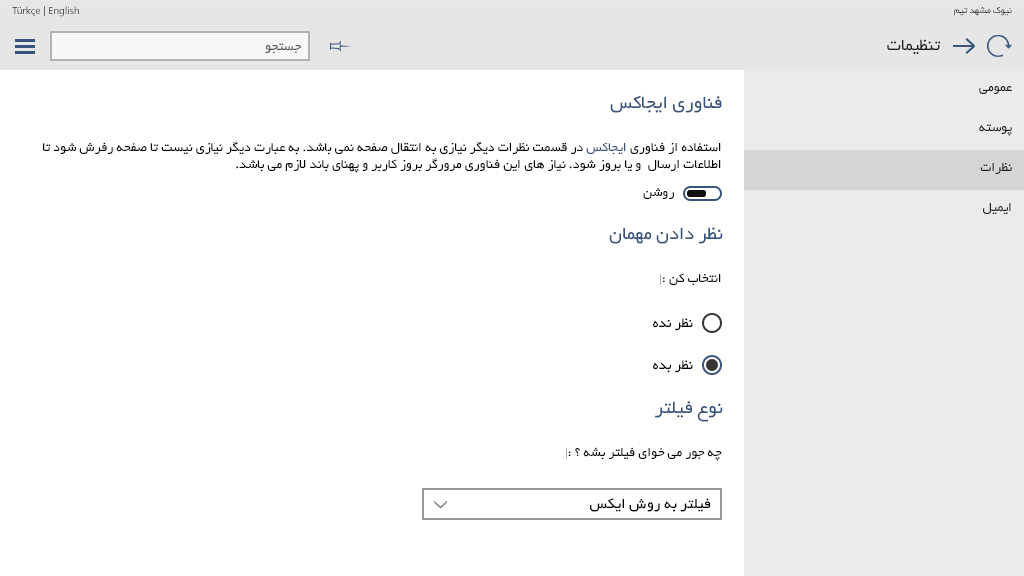 نیوک مشهد تیم
Türkçe | English
تنظیمات
جستجو
عمومی
پوسته
نظرات
ایمیل
فناوری ایجاکس
استفاده از فناوری ایجاکس در قسمت نظرات دیگر نیازی به انتقال صفحه نمی باشد. به عبارت دیگر نیازی نیست تا صفحه رفرش شود تا
اطلاعات ارسال و یا بروز شود. نیاز های این فناوری مرورگر بروز کاربر و پهنای باند لازم می باشد.
روشن
نظر دادن مهمان
انتخاب کن :|
نظر نده
نظر بده
نوع فیلتر
چه جور می خوای فیلتر بشه ؟ :|
فیلتر به روش ایکس